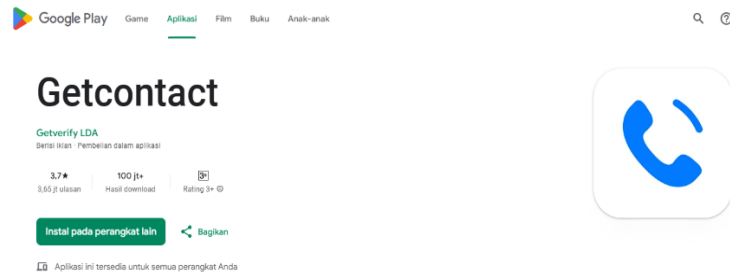 Google Play Game Aplikasi Film Buku Anak-anak
Getcontact
Getverify LDA
Berisi iklan · Pembelian dalam aplikasi
3,7★ 100 jt+ 3+
3,65 jt ulasan Hasil download Rating 3+
Instal pada perangkat lain Bagikan
Aplikasi ini tersedia untuk semua perangkat Anda